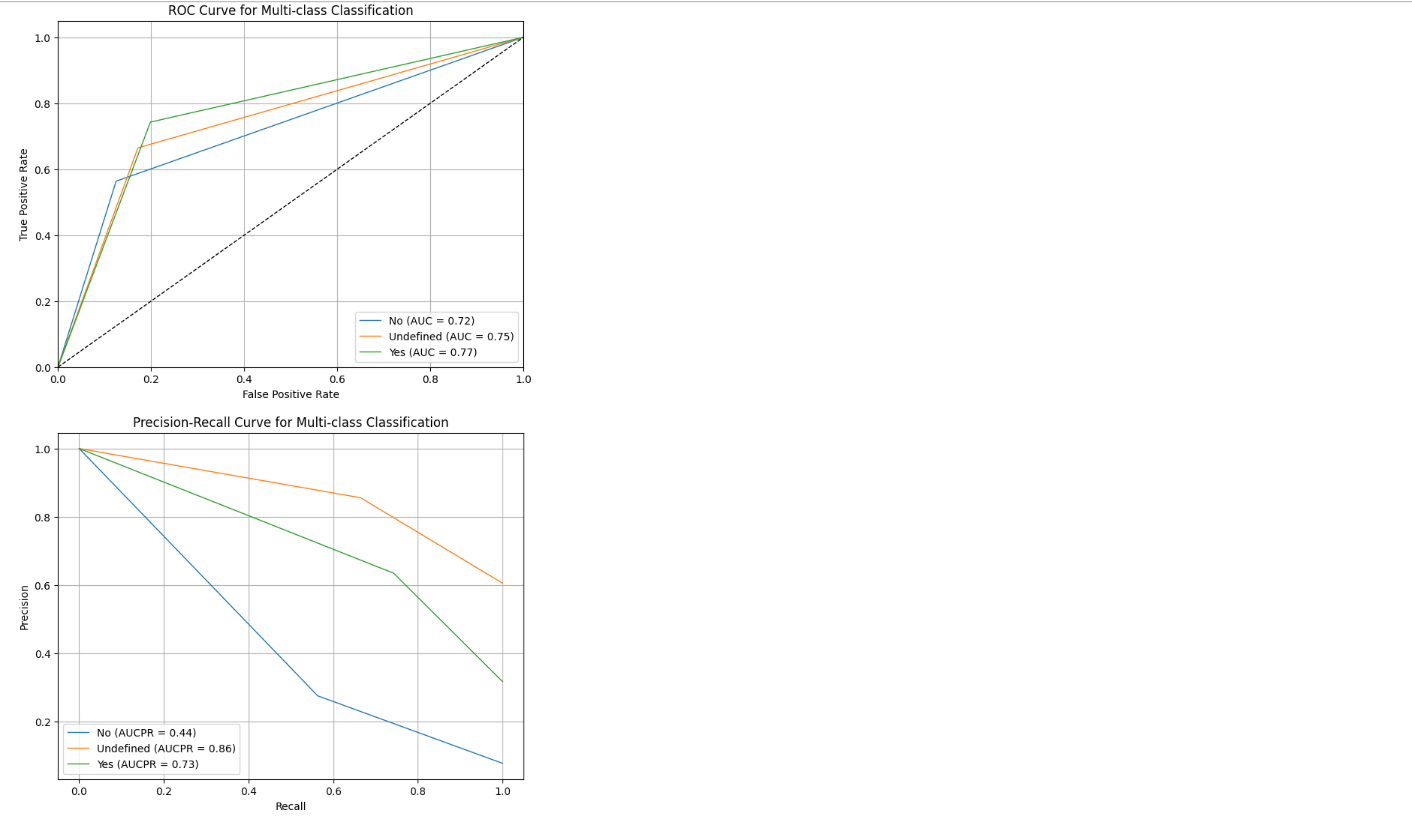 ROC Curve for Multi-class Classification
1.0
0.8
0.6
0.4
0.2
0.0
True Positive Rate
No (AUC = 0.72)
Undefined (AUC = 0.75)
Yes (AUC = 0.77)
0.0 0.2 0.4 0.6 0.8 1.0
False Positive Rate
Precision-Recall Curve for Multi-class Classification
1.0
0.8
0.6
0.4
0.2
Precision
No (AUCPR = 0.44)
Undefined (AUCPR = 0.86)
Yes (AUCPR = 0.73)
0.0 0.2 0.4 0.6 0.8 1.0
Recall